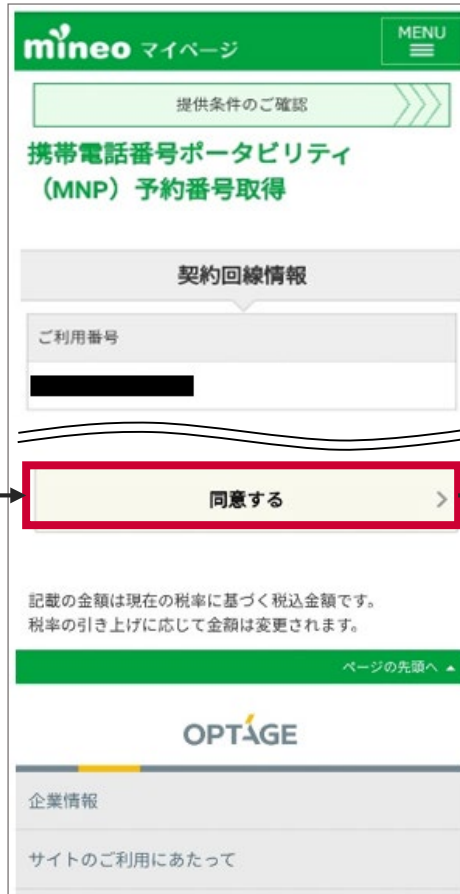 mineo マイページ
MENU
提供条件のご確認
携帯電話番号ポータビリティ
（MNP）予約番号取得
契約回線情報
ご利用番号
同意する
記載の金額は現在の税率に基づく税込金額です。
税率の引き上げに応じて金額は変更されます。
ページの先頭へ
OPTAGE
企業情報
サイトのご利用にあたって